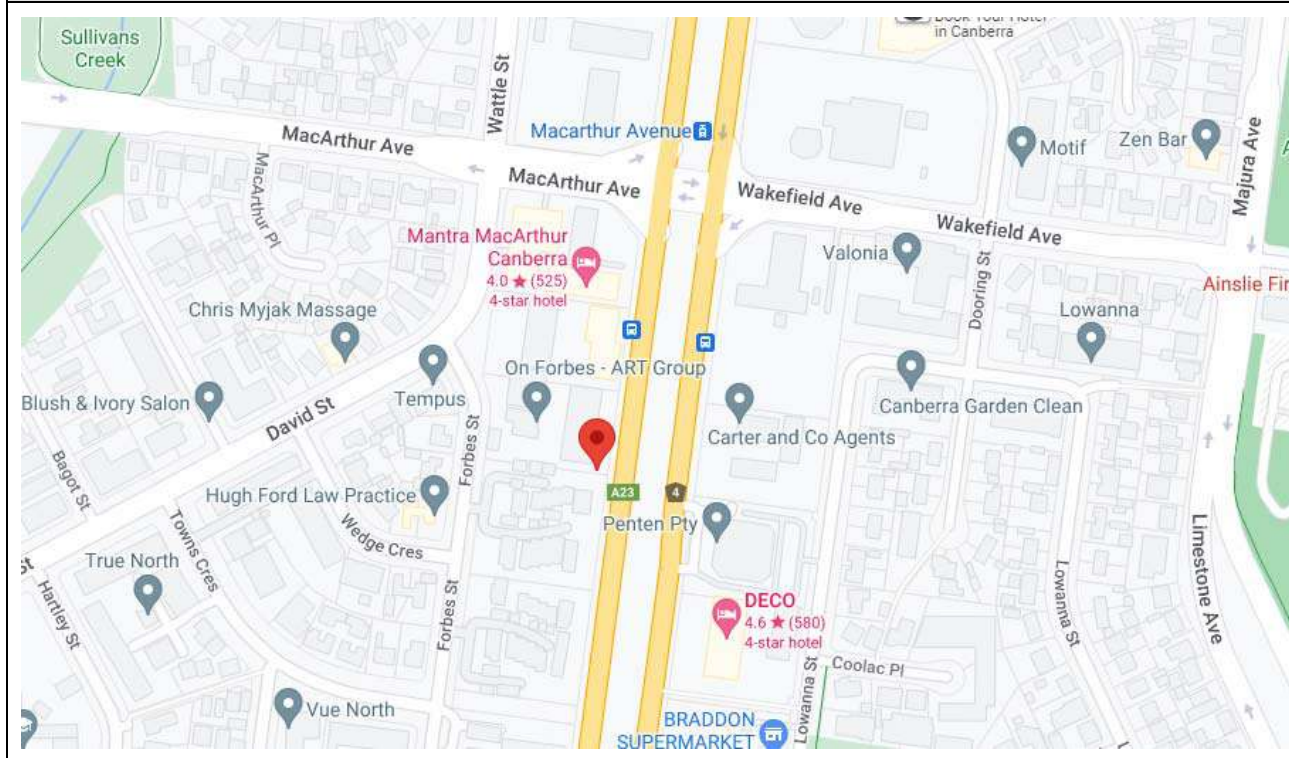 Sullivans
Creek
Wattle St
Book Your Hotel
in Canberra
MacArthur Ave
Macarthur Avenue
Motif
Zen Bar
Majura Ave
MacArthur Pl
MacArthur Ave
Wakefield Ave
Wakefield Ave
Mantra MacArthur
Canberra
4.0 ★ (525)
4-star hotel
Valonia
Dooring St
Ainslie Fir
Chris Myjak Massage
Lowanna
On Forbes - ART Group
Blush & Ivory Salon
Tempus
David St
Forbes St
Canberra Garden Clean
Carter and Co Agents
Bagot St
Hugh Ford Law Practice
A23
4
Penten Pty
Towns Cres
Wedge Cres
True North
St
Hartley St
Forbes St
Limestone Ave
Lowanna St
DECO
4.6 ★ (580)
4-star hotel
Coolac Pl
Vue North
BRADDON
SUPERMARKET
Lowanna St